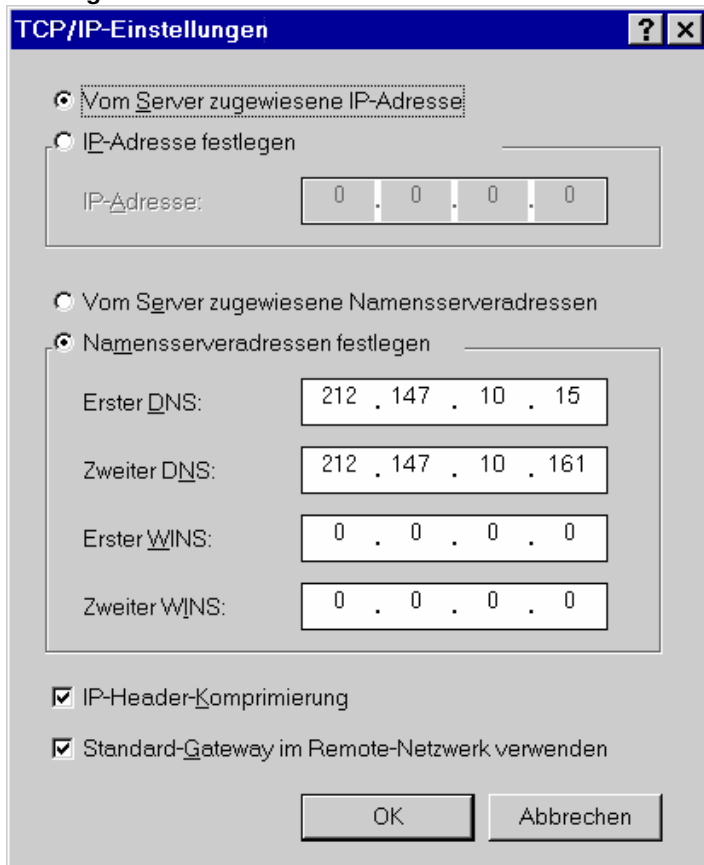 TCP/IP-Einstellungen ? ×
Vom Server zugewiesene IP-Adresse
IP-Adresse festlegen
IP-Adresse: 0 . 0 . 0 . 0
Vom Server zugewiesene Namensserveradressen
Namensserveradressen festlegen
Erster DNS: 212 . 147 . 10 . 15
Zweiter DNS: 212 . 147 . 10 . 161
Erster WINS: 0 . 0 . 0 . 0
Zweiter WINS: 0 . 0 . 0 . 0
IP-Header-Komprimierung
Standard-Gateway im Remote-Netzwerk verwenden
OK Abbrechen